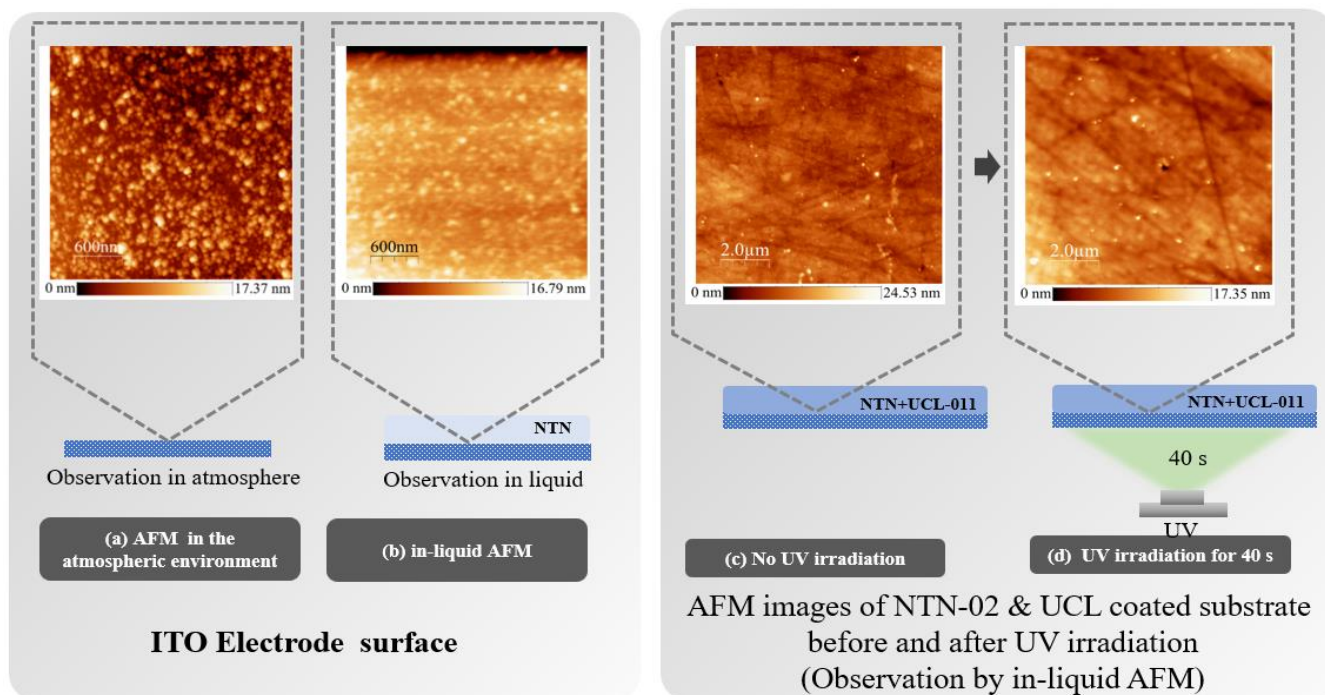 600nm
0 nm 17.37 nm
600nm
0 nm 16.79 nm
Observation in atmosphere
NTN
Observation in liquid
(a) AFM in the
atmospheric environment
(b) in-liquid AFM
ITO Electrode surface
2.0μm
0 nm 24.53 nm
2.0μm
0 nm 17.35 nm
NTN+UCL-011
NTN+UCL-011
40 s
UV
(c) No UV irradiation
(d) UV irradiation for 40 s
AFM images of NTN-02 & UCL coated substrate
before and after UV irradiation
(Observation by in-liquid AFM)